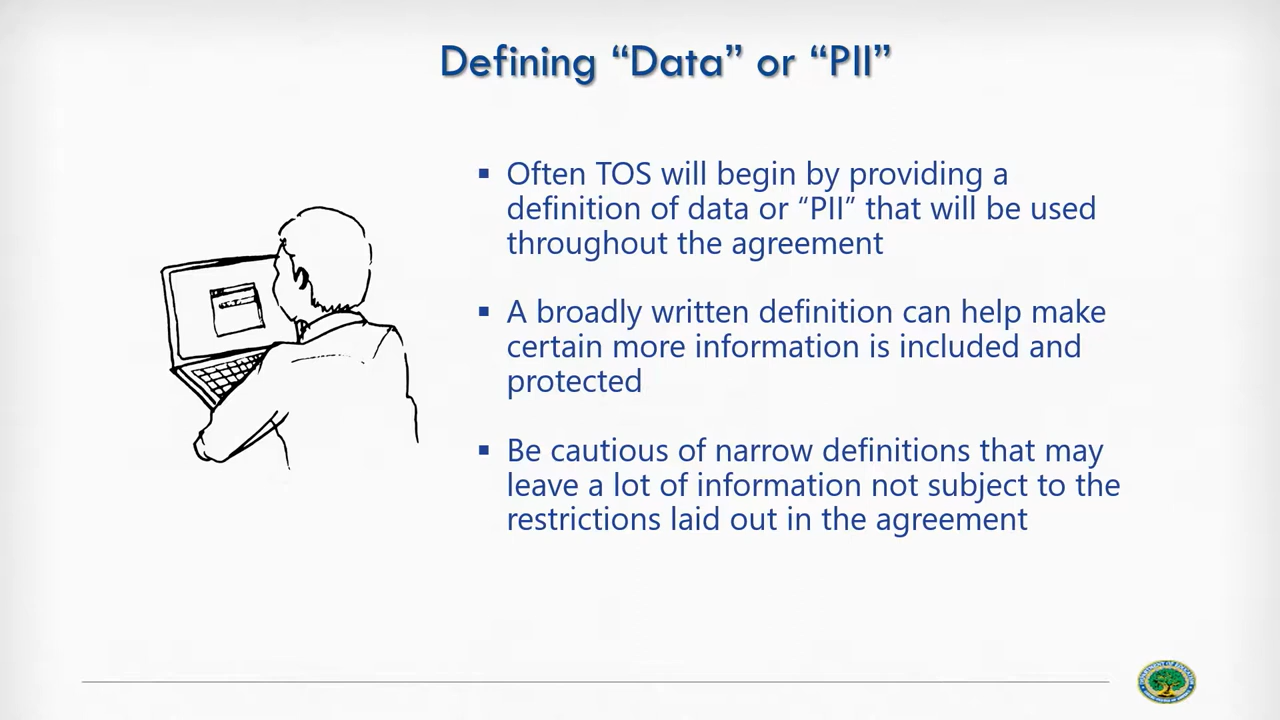 Defining “Data” or “PII”
▪ Often TOS will begin by providing a
definition of data or “PII” that will be used
throughout the agreement
▪ A broadly written definition can help make
certain more information is included and
protected
▪ Be cautious of narrow definitions that may
leave a lot of information not subject to the
restrictions laid out in the agreement